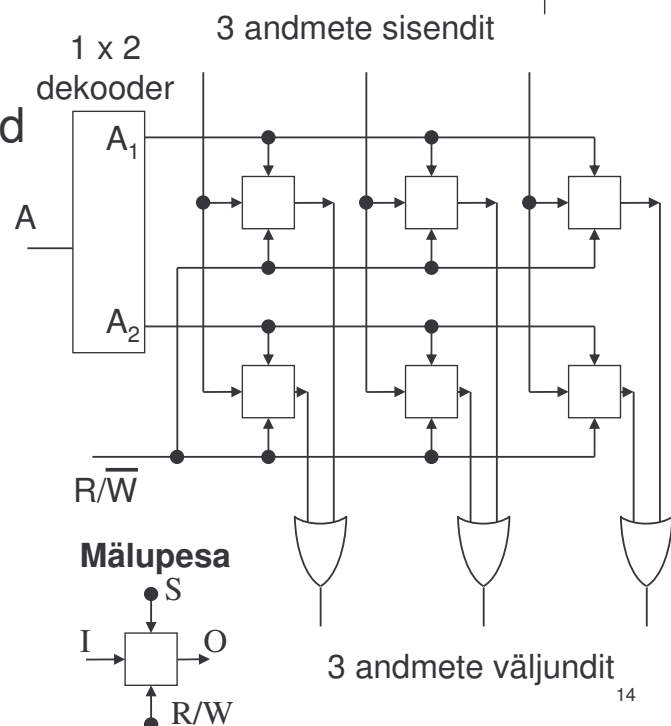 3 andmete sisendit
1 x 2
dekooder
d
A₁
A
A₂
R/W̅
Mälupesa
S
I
O
R/W
3 andmete väljundit
14